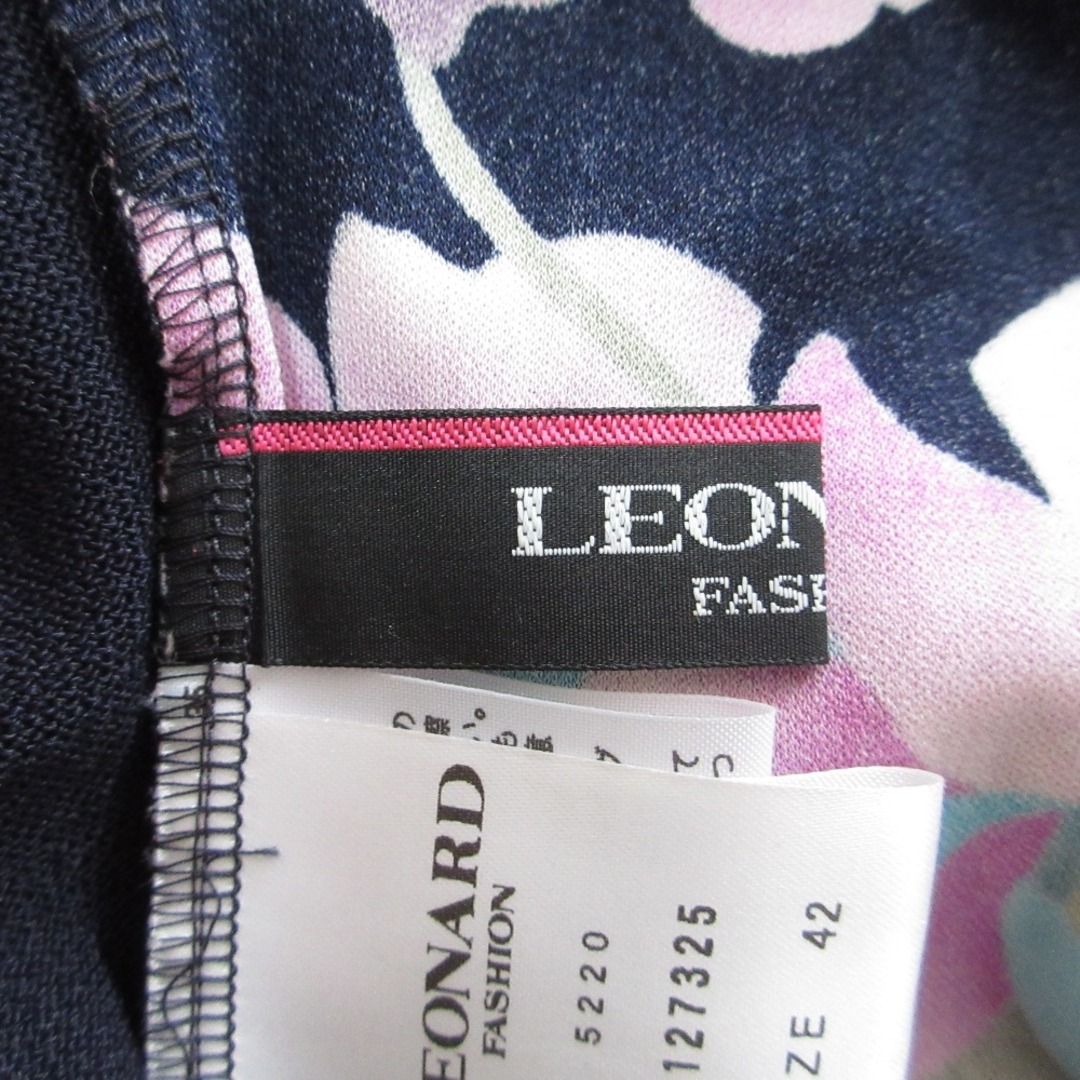 LEON
FASH
EONARD
FASHION
5220
127325
ZE 42